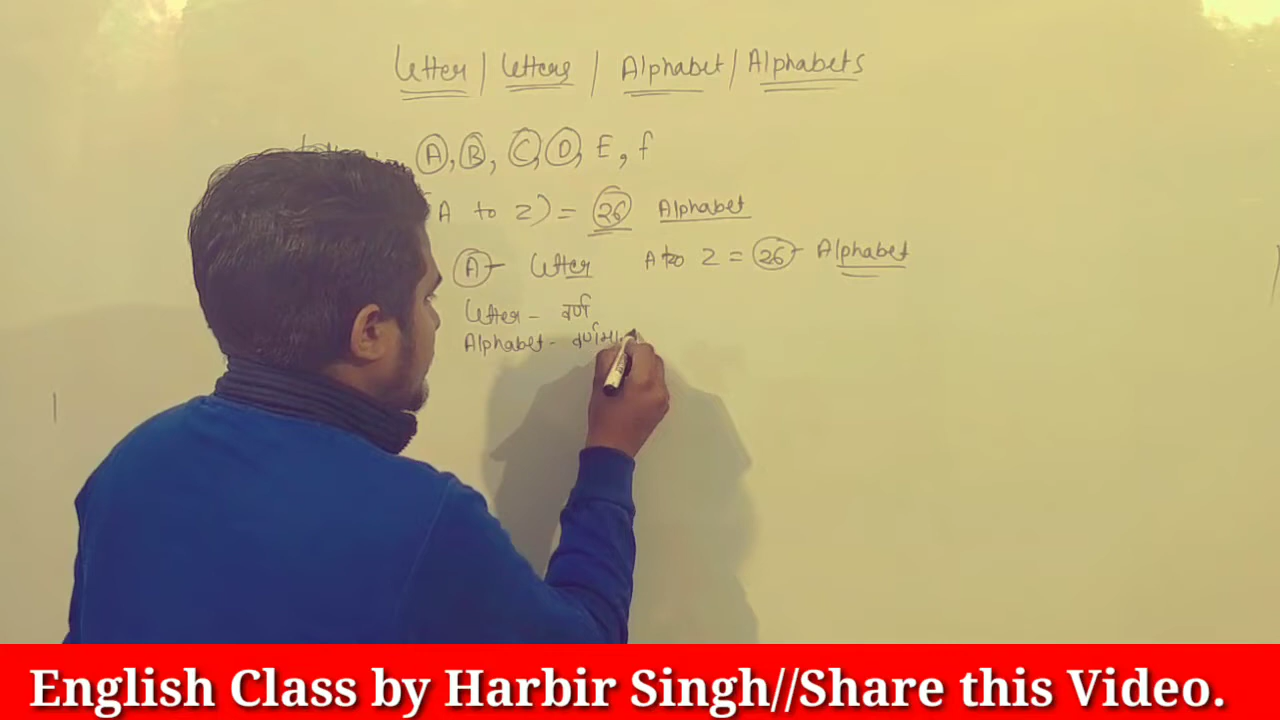 Letter / Letters / Alphabet / Alphabets
A, B, C, D, E, f
A to Z) = 26 Alphabet
A - Letter A to Z = 26 - Alphabet
Letter - वर्ण
Alphabet - वर्णमा
English Class by Harbir Singh//Share this Video.